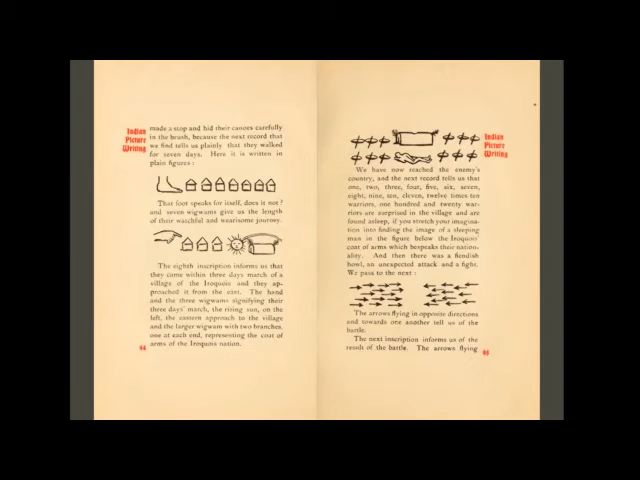 Indian
Picture
Writing
made a stop and hid their canoes carefully
in the brush, because the next record that
we find tells us plainly that they walked
for seven days. Here it is written in
plain figures :
That foot speaks for itself, does it not?
and seven wigwams give us the length
of their watchful and wearisome journey.
The eighth inscription informs us that
they came within three days march of a
village of the Iroquois and they ap-
proached it from the east. The hand
and the three wigwams signifying their
three days' march, the rising sun, on the
left, the eastern approach to the village
and the larger wigwam with two branches,
one at each end, representing the coat of
arms of the Iroquois nation.
64
Indian
Picture
Writing
We have now reached the enemy's
country, and the next record tells us that
one, two, three, four, five, six, seven,
eight, nine, ten, eleven, twelve times ten
warriors, one hundred and twenty war-
riors are surprised in the village and are
found asleep, if you stretch your imagina-
tion into finding the image of a sleeping
man in the figure below the Iroquois'
coat of arms which bespeaks their nation-
ality. And then there was a fiendish
howl, an unexpected attack and a fight.
We pass to the next :
The arrows flying in opposite directions
and towards one another tell us of the
battle.
The next inscription informs us of the
result of the battle. The arrows flying
65